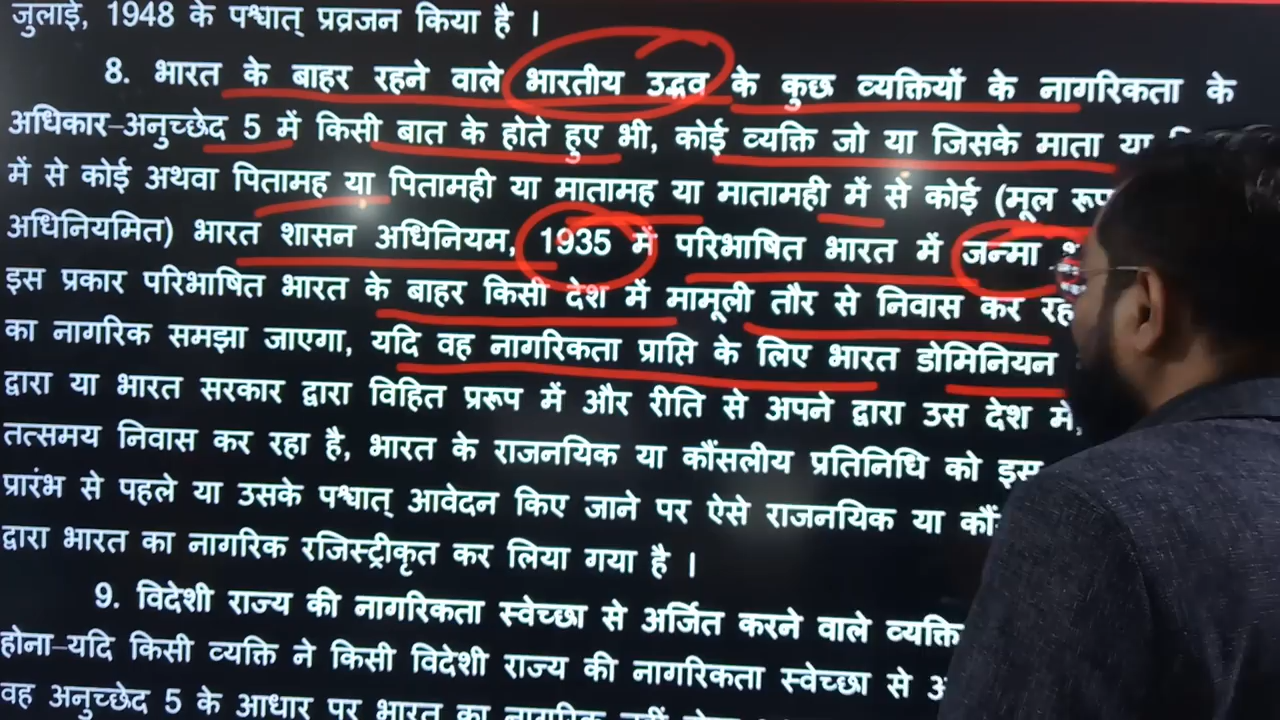 जुलाई, 1948 के पश्चात् प्रव्रजन किया है ।
8. भारत के बाहर रहने वाले भारतीय उद्भव के कुछ व्यक्तियों के नागरिकता के
अधिकार–अनुच्छेद 5 में किसी बात के होते हुए भी, कोई व्यक्ति जो या जिसके माता या
में से कोई अथवा पितामह या पितामही या मातामह या मातामही में से कोई (मूल रूप
अधिनियमित) भारत शासन अधिनियम, 1935 में परिभाषित भारत में जन्मा
इस प्रकार परिभाषित भारत के बाहर किसी देश में मामूली तौर से निवास कर
का नागरिक समझा जाएगा, यदि वह नागरिकता प्राप्ति के लिए भारत डोमिनियन
द्वारा या भारत सरकार द्वारा विहित प्ररूप में और रीति से अपने द्वारा उस देश में,
तत्समय निवास कर रहा है, भारत के राजनयिक या कौंसलीय प्रतिनिधि को इस
प्रारंभ से पहले या उसके पश्चात् आवेदन किए जाने पर ऐसे राजनयिक या
द्वारा भारत का नागरिक रजिस्ट्रीकृत कर लिया गया है ।
9. विदेशी राज्य की नागरिकता स्वेच्छा से अर्जित करने वाले
होना–यदि किसी व्यक्ति ने किसी विदेशी राज्य की नागरिकता स्वेच्छा से
वह अनुच्छेद 5 के आधार पर भारत का नागरिक